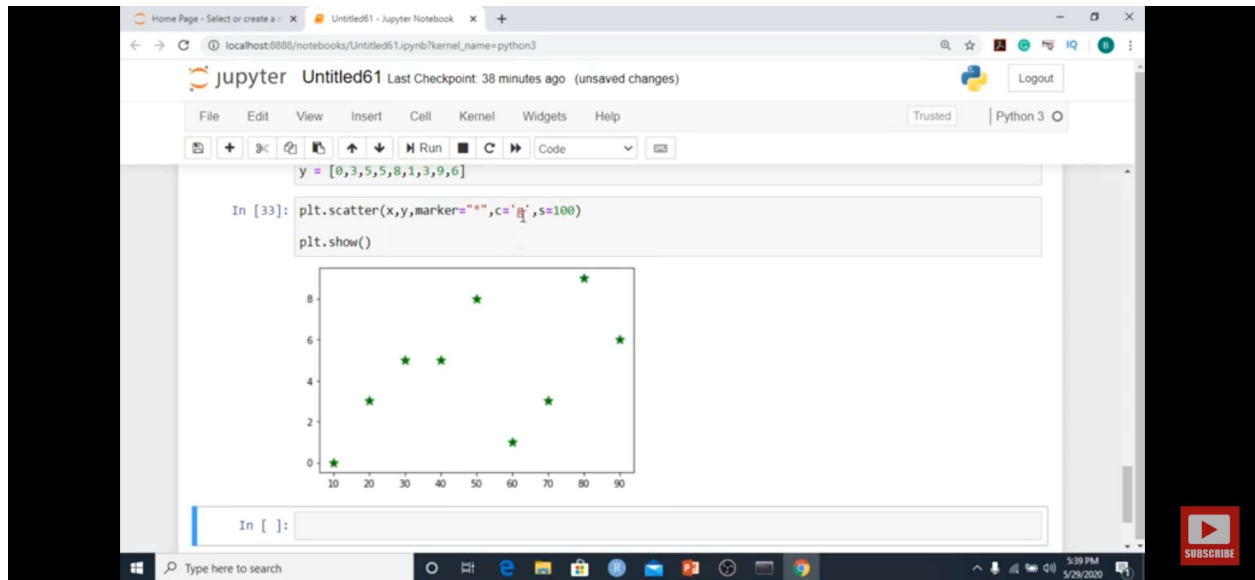 Home Page - Select or create a n
Untitled61 - Jupyter Notebook
localhost:8888/notebooks/Untitled61.ipynb?kernel_name=python3
IQ
B
jupyter Untitled61 Last Checkpoint: 38 minutes ago (unsaved changes)
Logout
File Edit View Insert Cell Kernel Widgets Help
Trusted
Python 3
Run
Code
y = [0,3,5,5,8,1,3,9,6]
In [33]: plt.scatter(x,y,marker="*",c='g',s=100)
plt.show()
8
6
4
2
0
10 20 30 40 50 60 70 80 90
In [ ]:
SUBSCRIBE
Type here to search
5:39 PM
5/29/2020